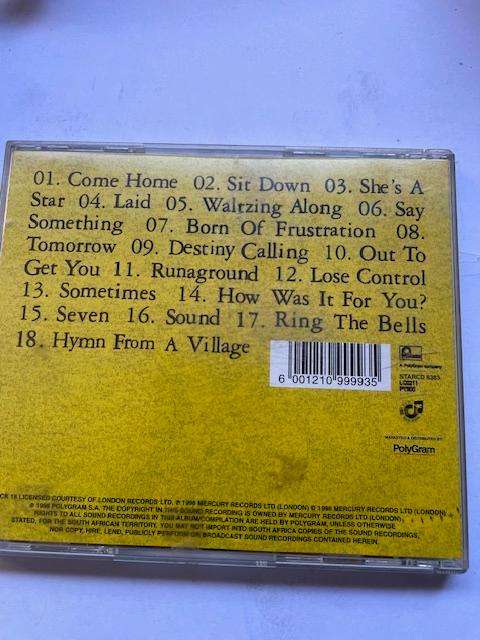 01. Come Home 02. Sit Down 03. She's A
Star 04. Laid 05. Waltzing Along 06. Say
Something 07. Born Of Frustration 08.
Tomorrow 09. Destiny Calling 10. Out To
Get You 11. Runaground 12. Lose Control
13. Sometimes 14. How Was It For You?
15. Seven 16. Sound 17. Ring The Bells
18. Hymn From A Village
6 001210 999935
A PolyGram company
STARCD 6383
MARKETED & DISTRIBUTED BY
PolyGram
18 LICENSED COURTESY OF LONDON RECORDS LTD. ℗ 1998 MERCURY RECORDS LTD (LONDON) © 1998 MERCURY RECORDS LTD (LONDON)
℗ 1998 POLYGRAM S.A. THE COPYRIGHT IN THIS SOUND RECORDING IS OWNED BY MERCURY RECORDS LTD (LONDON).
RIGHTS TO ALL SOUND RECORDINGS IN THIS ALBUM/COMPILATION ARE HELD BY POLYGRAM, UNLESS OTHERWISE
STATED, FOR THE SOUTH AFRICAN TERRITORY. YOU MAY NOT IMPORT INTO SOUTH AFRICA COPIES OF THE SOUND RECORDINGS,
NOR COPY, HIRE, LEND, PUBLICLY PERFORM OR BROADCAST SOUND RECORDINGS CONTAINED HEREIN.